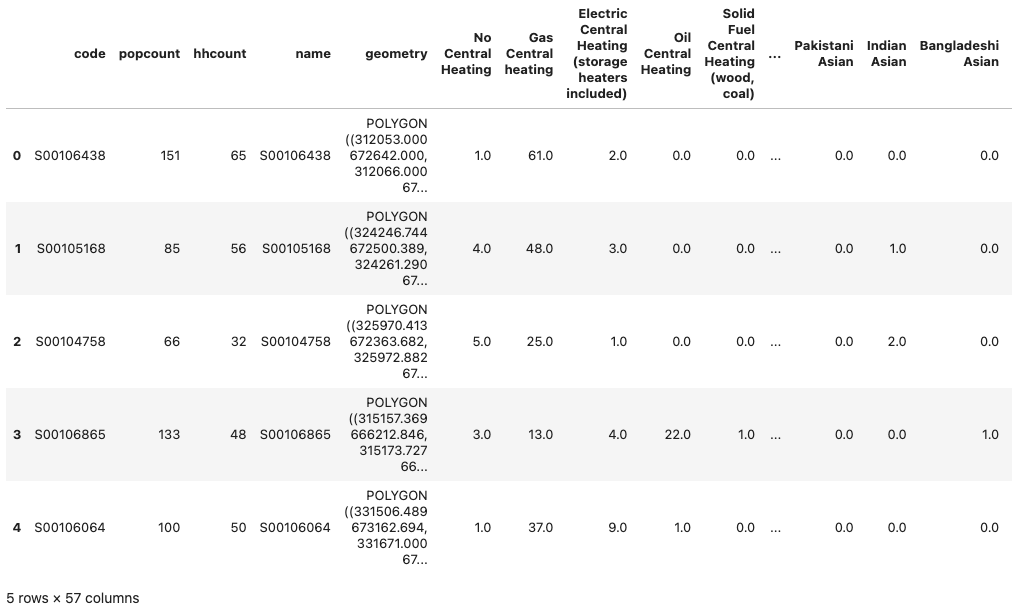 code popcount hhcount name geometry No Central Heating Gas Central heating Electric Central Heating (storage heaters included) Oil Central Heating Solid Fuel Central Heating (wood, coal) ... Pakistani Asian Indian Asian Bangladeshi Asian
0 S00106438 151 65 S00106438 POLYGON ((312053.000 672642.000, 312066.000 67... 1.0 61.0 2.0 0.0 0.0 ... 0.0 0.0 0.0
1 S00105168 85 56 S00105168 POLYGON ((324246.744 672500.389, 324261.290 67... 4.0 48.0 3.0 0.0 0.0 ... 0.0 1.0 0.0
2 S00104758 66 32 S00104758 POLYGON ((325970.413 672363.682, 325972.882 67... 5.0 25.0 1.0 0.0 0.0 ... 0.0 2.0 0.0
3 S00106865 133 48 S00106865 POLYGON ((315157.369 666212.846, 315173.727 66... 3.0 13.0 4.0 22.0 1.0 ... 0.0 0.0 1.0
4 S00106064 100 50 S00106064 POLYGON ((331506.489 673162.694, 331671.000 67... 1.0 37.0 9.0 1.0 0.0 ... 0.0 0.0 0.0
5 rows × 57 columns